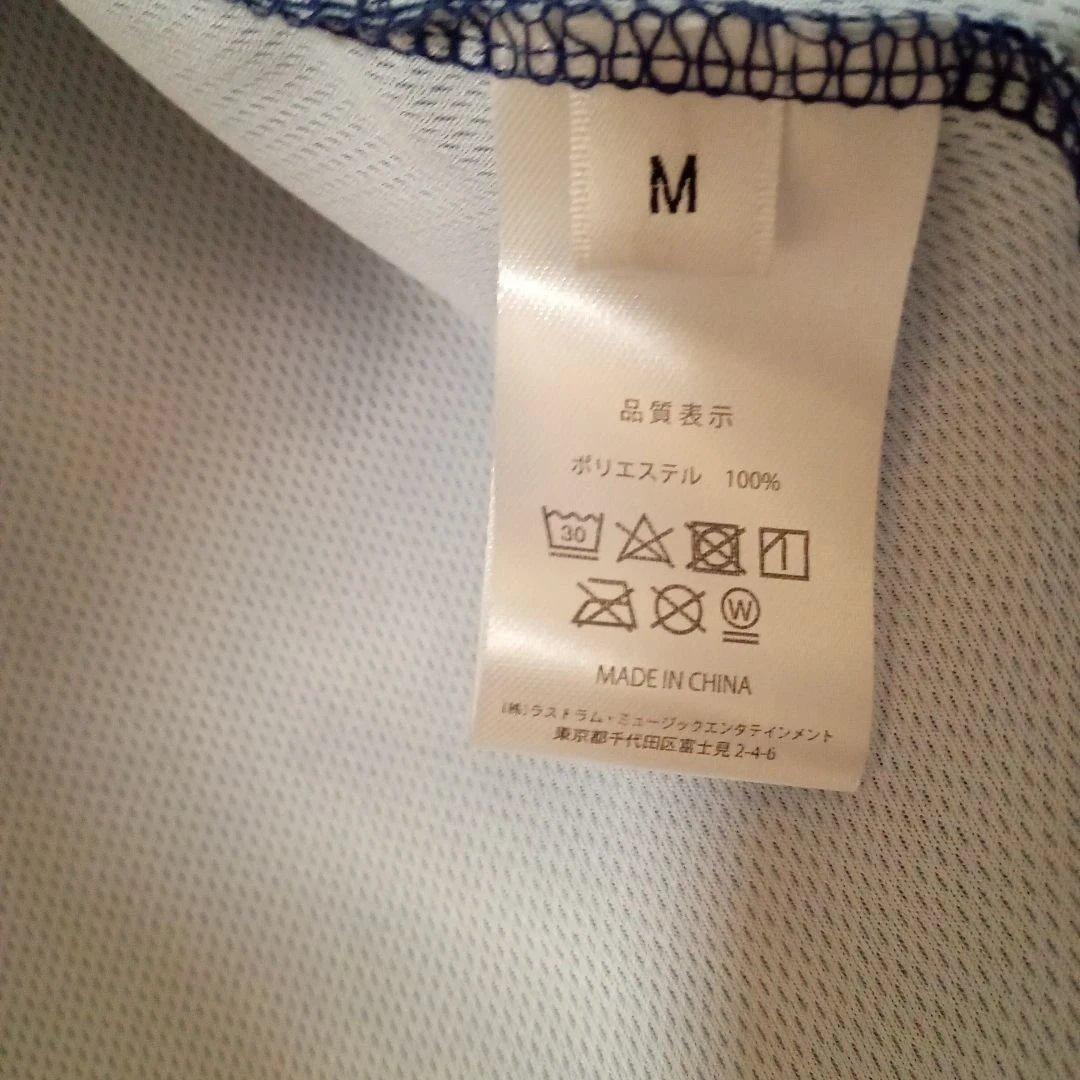 M
品質表示
ポリエステル 100%
30
W
MADE IN CHINA
(株)ラストラム・ミュージックエンタテインメント
東京都千代田区富士見 2-4-6